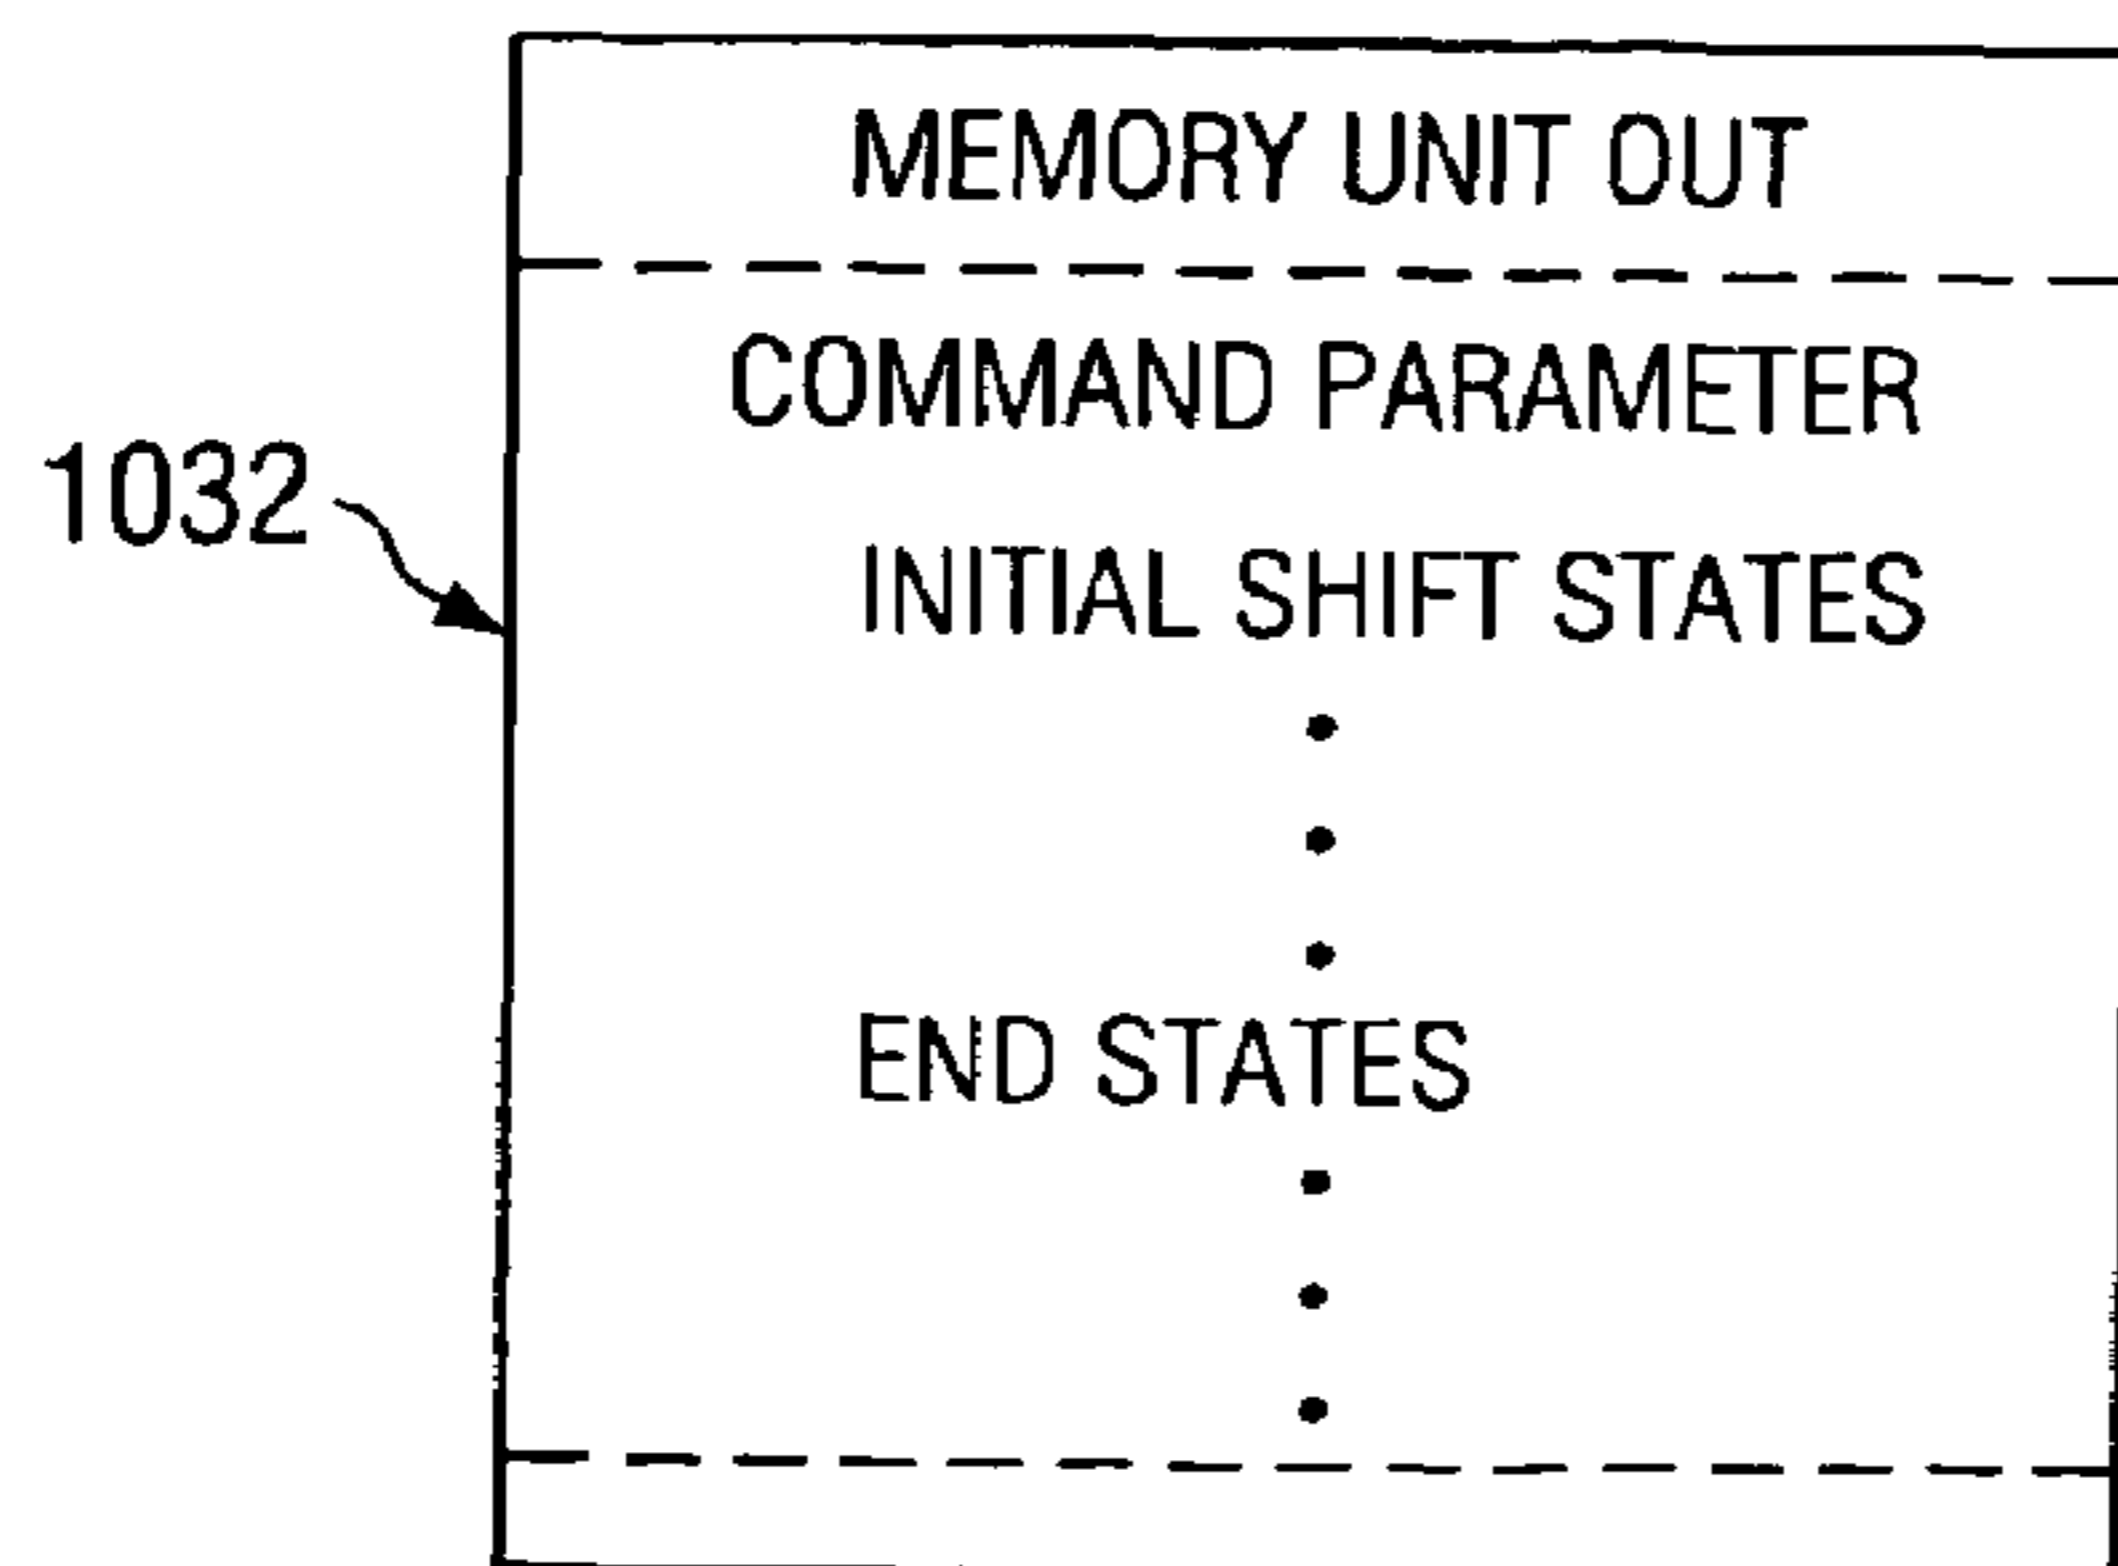 MEMORY UNIT OUT
COMMAND PARAMETER
1032
INITIAL SHIFT STATES
END STATES